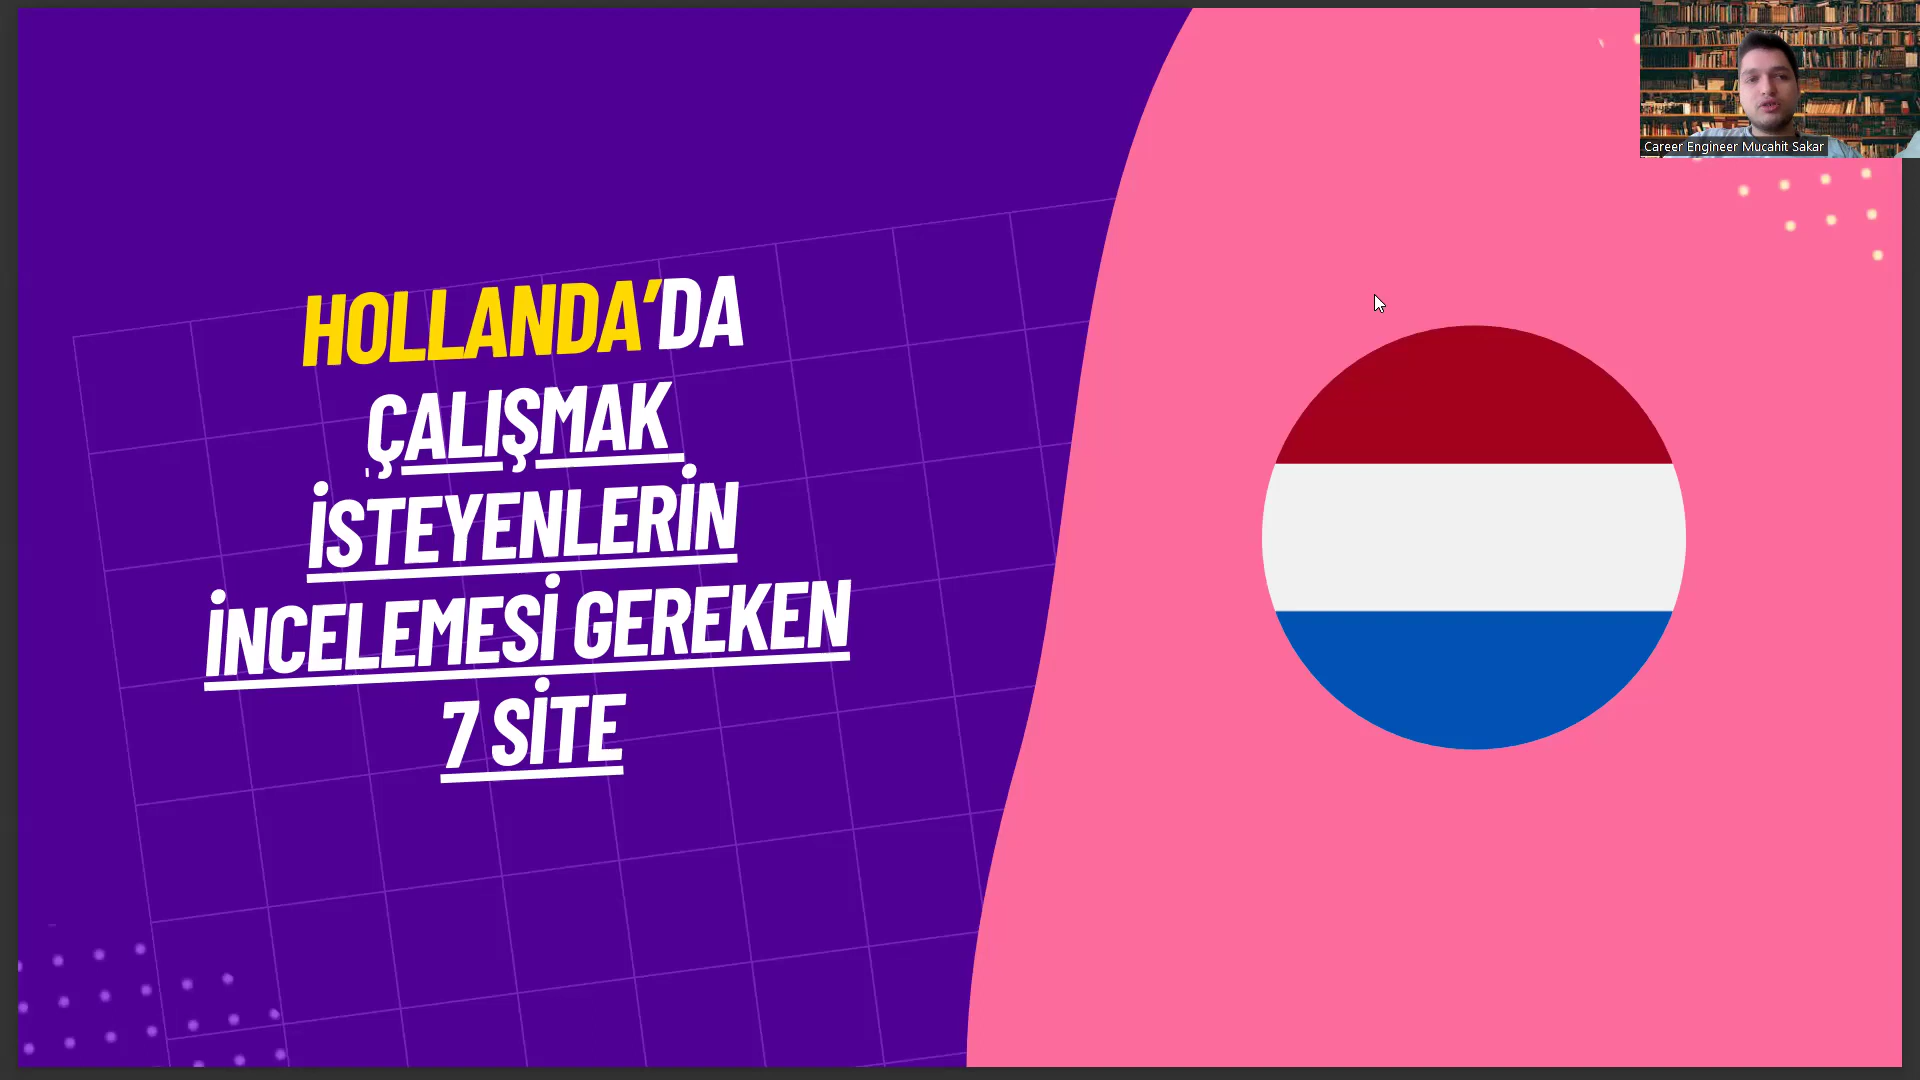 HOLLANDA'DA
ÇALIŞMAK
İSTEYENLERİN
İNCELEMESİ GEREKEN
7 SİTE
Career Engineer Mucahit Sakar